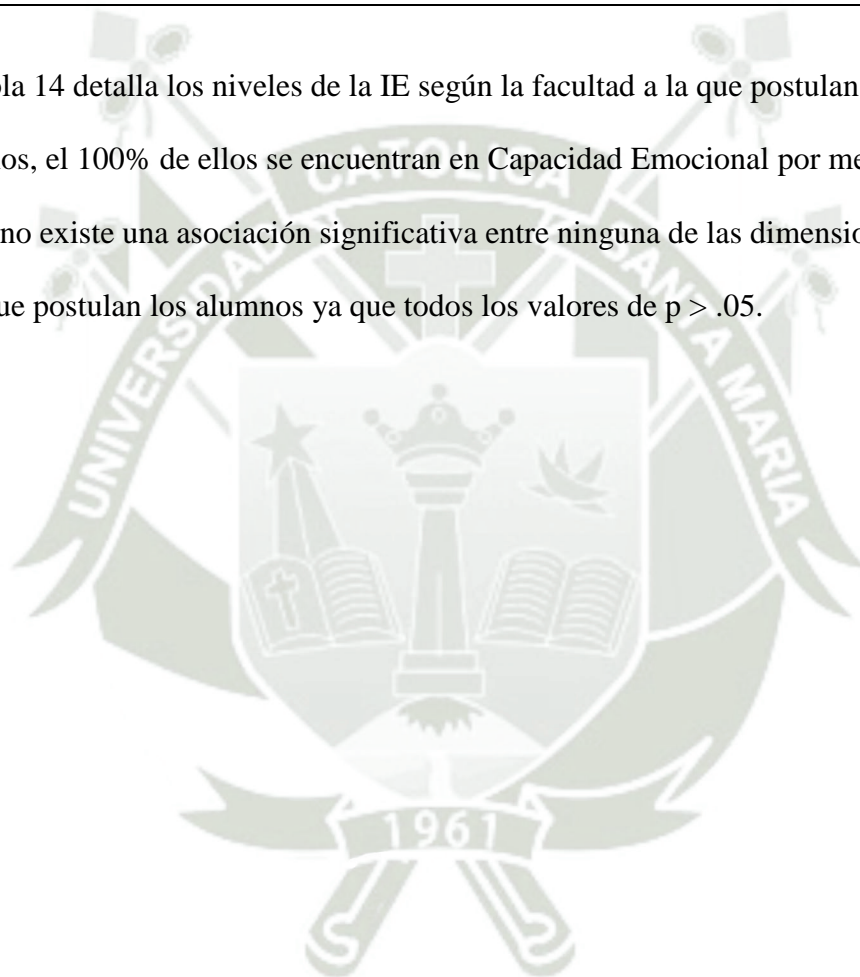 la 14 detalla los niveles de la IE según la facultad a la que postulan
os, el 100% de ellos se encuentran en Capacidad Emocional por me
no existe una asociación significativa entre ninguna de las dimensio
ue postulan los alumnos ya que todos los valores de p > .05.
UNIVERSIDAD CATOLICA SANTA MARIA
1961